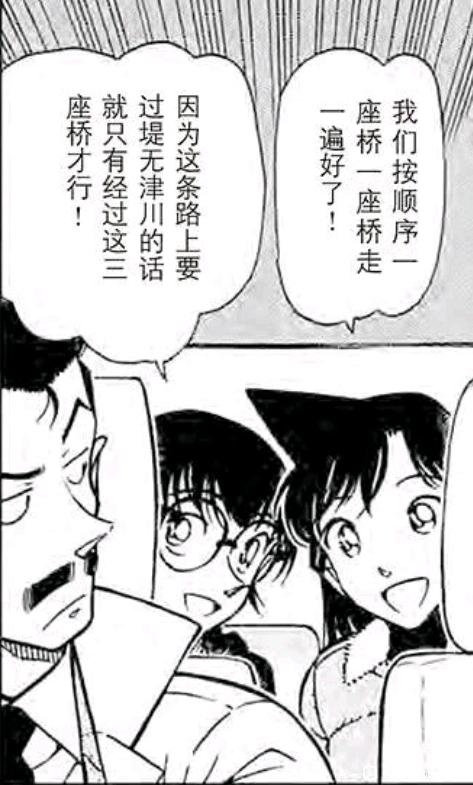 我们按顺序一
座桥一座桥走
一遍好了！
因为这条路上要
过堤无津川的话
就只有经过这三
座桥才行！